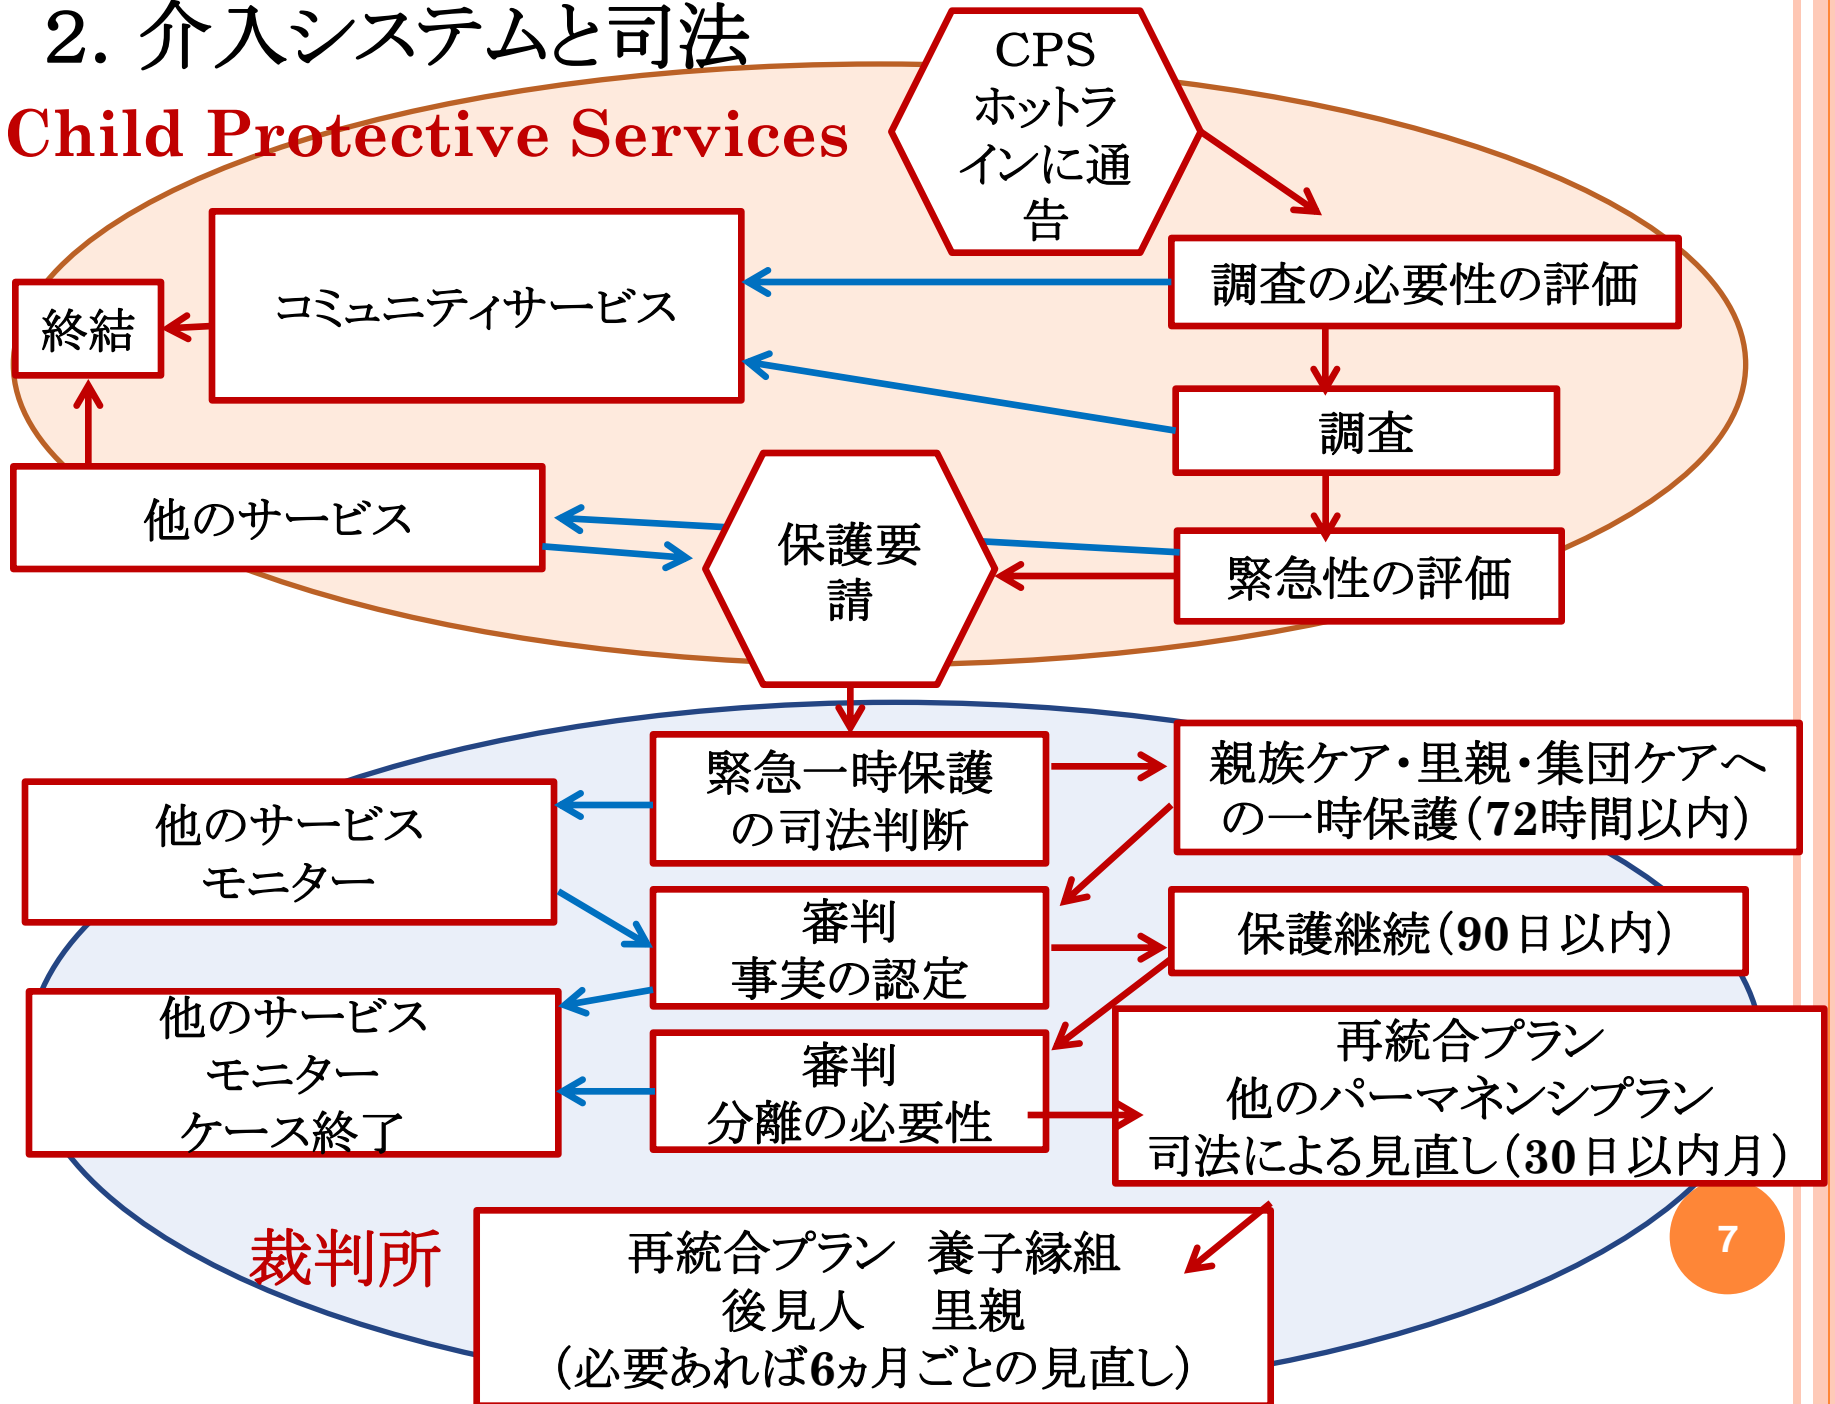 2. 介入システムと司法
Child Protective Services
CPS
ホットラ
インに通
告
調査の必要性の評価
コミュニティサービス
終結
調査
他のサービス
保護要
請
緊急性の評価
緊急一時保護
の司法判断
親族ケア・里親・集団ケアへ
の一時保護(72時間以内)
他のサービス
モニター
審判
事実の認定
保護継続(90日以内)
他のサービス
モニター
ケース終了
審判
分離の必要性
再統合プラン
他のパーマネンシプラン
司法による見直し(30日以内月)
裁判所
再統合プラン 養子縁組
後見人 里親
(必要あれば6ヵ月ごとの見直し)
7